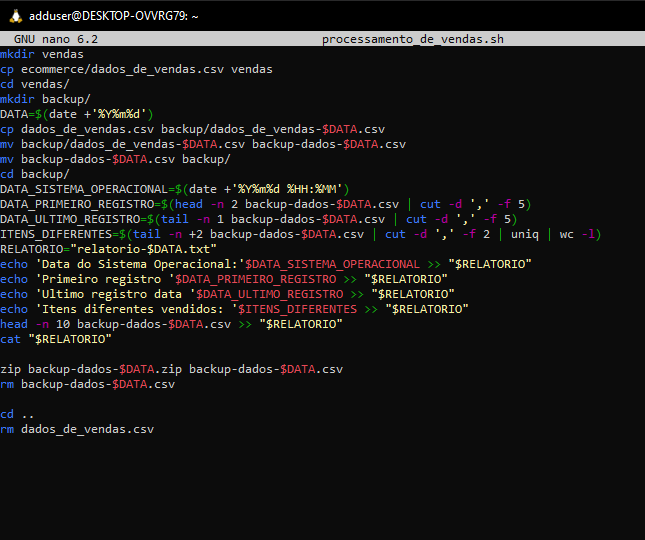 adduser@DESKTOP-OVVRG79: ~
GNU nano 6.2 processamento_de_vendas.sh
mkdir vendas
cp ecommerce/dados_de_vendas.csv vendas
cd vendas/
mkdir backup/
DATA=$(date +'%Y%m%d')
cp dados_de_vendas.csv backup/dados_de_vendas-$DATA.csv
mv backup/dados_de_vendas-$DATA.csv backup-dados-$DATA.csv
mv backup-dados-$DATA.csv backup/
cd backup/
DATA_SISTEMA_OPERACIONAL=$(date +'%Y%m%d %HH:%MM')
DATA_PRIMEIRO_REGISTRO=$(head -n 2 backup-dados-$DATA.csv | cut -d ',' -f 5)
DATA_ULTIMO_REGISTRO=$(tail -n 1 backup-dados-$DATA.csv | cut -d ',' -f 5)
ITENS_DIFERENTES=$(tail -n +2 backup-dados-$DATA.csv | cut -d ',' -f 2 | uniq | wc -l)
RELATORIO="relatorio-$DATA.txt"
echo 'Data do Sistema Operacional:'$DATA_SISTEMA_OPERACIONAL >> "$RELATORIO"
echo 'Primeiro registro '$DATA_PRIMEIRO_REGISTRO >> "$RELATORIO"
echo 'Ultimo registro data '$DATA_ULTIMO_REGISTRO >> "$RELATORIO"
echo 'Itens diferentes vendidos: '$ITENS_DIFERENTES >> "$RELATORIO"
head -n 10 backup-dados-$DATA.csv >> "$RELATORIO"
cat "$RELATORIO"
zip backup-dados-$DATA.zip backup-dados-$DATA.csv
rm backup-dados-$DATA.csv
cd ..
rm dados_de_vendas.csv